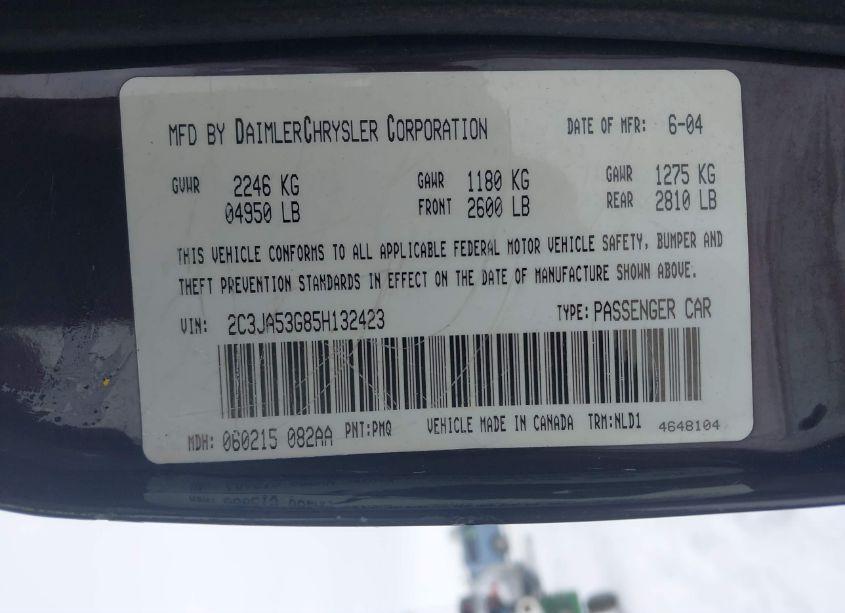 MFD BY DAIMLERCHRYSLER CORPORATION DATE OF MFR: 6-04
GVWR 2246 KG GAWR 1180 KG GAWR 1275 KG
04950 LB FRONT 2600 LB REAR 2810 LB
THIS VEHICLE CONFORMS TO ALL APPLICABLE FEDERAL MOTOR VEHICLE SAFETY, BUMPER AND
THEFT PREVENTION STANDARDS IN EFFECT ON THE DATE OF MANUFACTURE SHOWN ABOVE.
VIN: 2C3JA53G85H132423 TYPE: PASSENGER CAR
MDH: 060215 082AA PNT:PMQ VEHICLE MADE IN CANADA TRM:NLD1 4648104